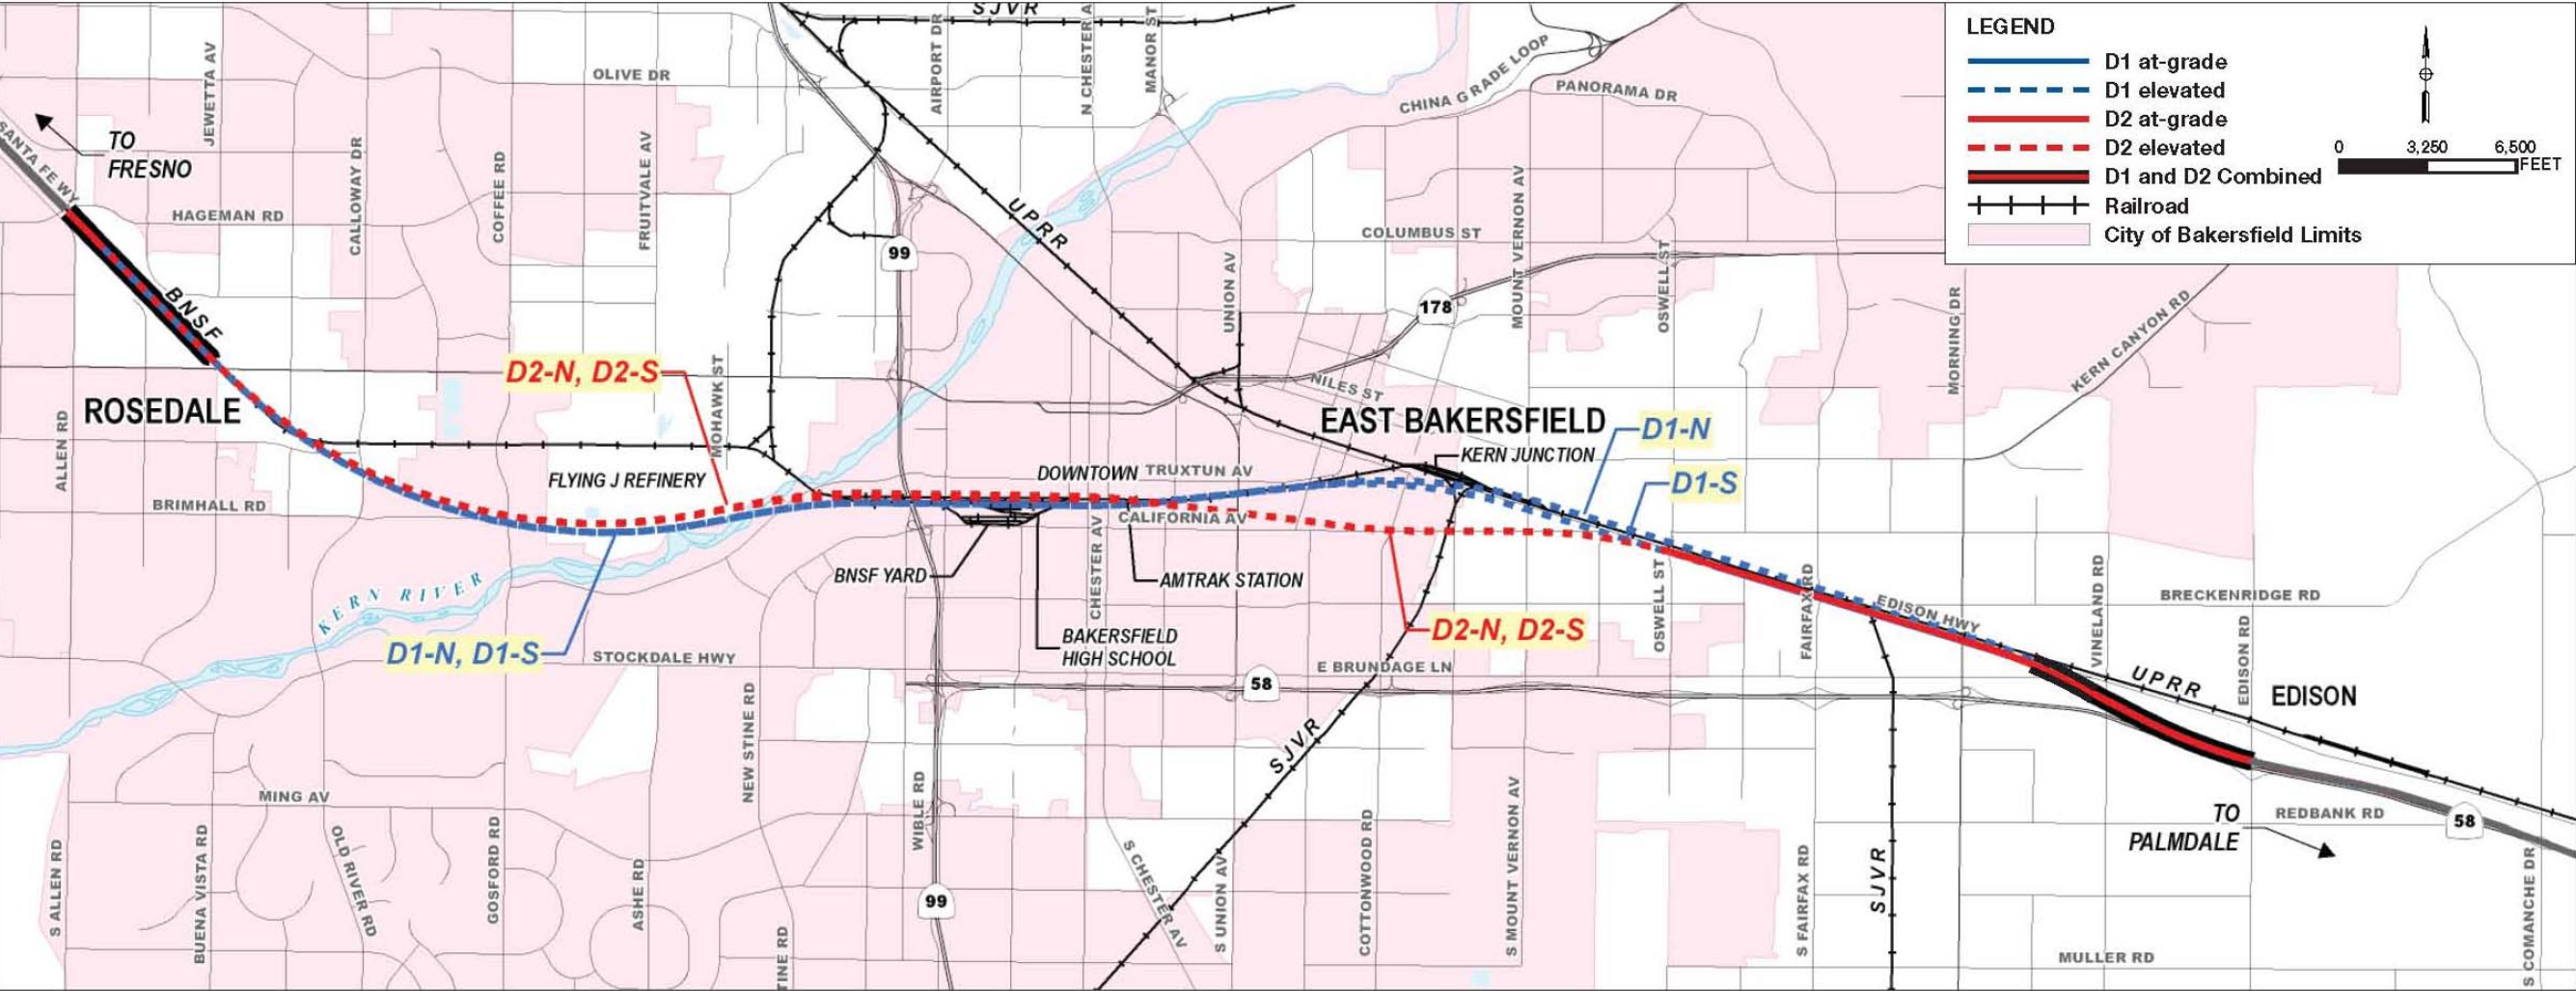 SJVR
AIRPORT DR
N CHESTER A
MANOR ST
OLIVE DR
CHINA GRADE LOOP
PANORAMA DR
JEWETTA AV
CALLOWAY DR
COFFEE RD
FRUITVALE AV
SANTA FE WY
TO
FRESNO
HAGEMAN RD
BNSF
UPRR
99
COLUMBUS ST
UNION AV
MOUNT VERNON AV
OSWELL ST
178
MORNING DR
KERN CANYON RD
LEGEND
D1 at-grade
D1 elevated
D2 at-grade
D2 elevated
D1 and D2 Combined
Railroad
City of Bakersfield Limits
0 3,250 6,500
FEET
D2-N, D2-S
MOHAWK ST
NILES ST
ROSEDALE
ALLEN RD
EAST BAKERSFIELD
D1-N
KERN JUNCTION
D1-S
FLYING J REFINERY
DOWNTOWN
TRUXTUN AV
BRIMHALL RD
CALIFORNIA AV
CHESTER AV
BNSF YARD
AMTRAK STATION
BAKERSFIELD
HIGH SCHOOL
KERN RIVER
D1-N, D1-S
STOCKDALE HWY
D2-N, D2-S
OSWELL ST
FAIRFAX RD
EDISON HWY
VINELAND RD
BRECKENRIDGE RD
EDISON RD
E BRUNDAGE LN
58
UPRR
EDISON
NEW STINE RD
SJVR
WIBLE RD
MING AV
S ALLEN RD
BUENA VISTA RD
OLD RIVER RD
GOSFORD RD
ASHE RD
TINE RD
99
S CHESTER AV
S UNION AV
COTTONWOOD RD
S MOUNT VERNON AV
S FAIRFAX RD
SJVR
TO
PALMDALE
REDBANK RD
58
MULLER RD
S COMANCHE DR